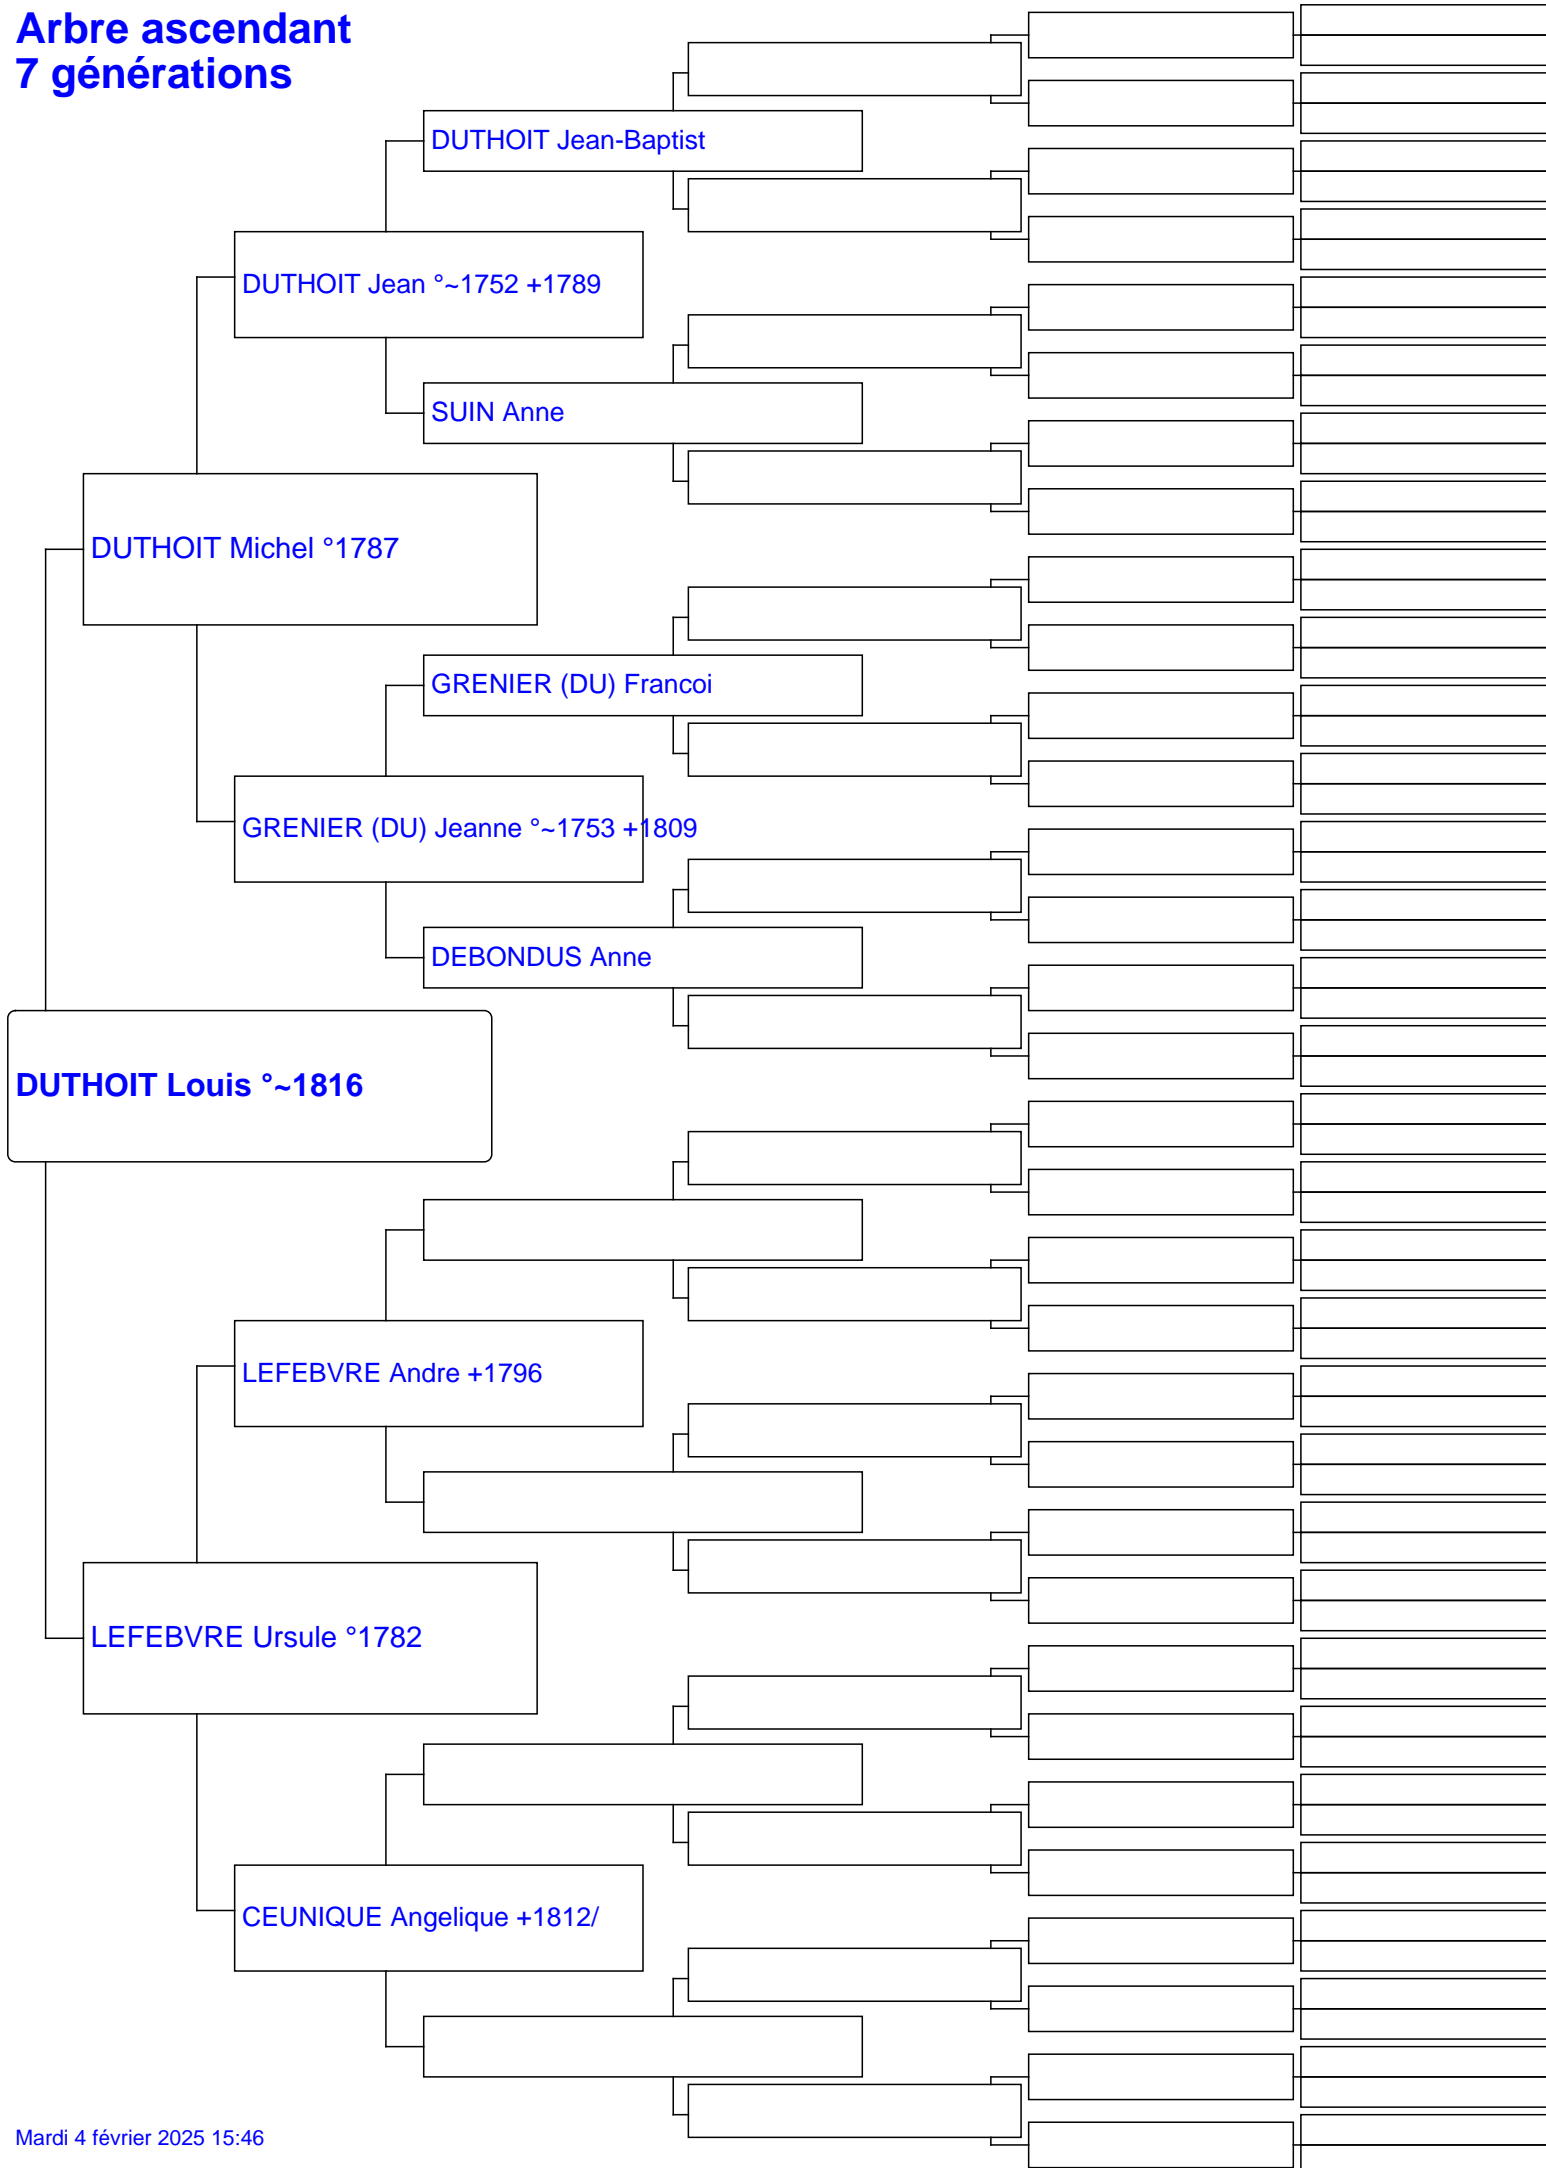 Arbre ascendant
7 générations
DUTHOIT Jean-Baptist
DUTHOIT Jean °~1752 +1789
SUIN Anne
DUTHOIT Michel °1787
GRENIER (DU) Francoi
GRENIER (DU) Jeanne °~1753 +1809
DEBONDUS Anne
DUTHOIT Louis °~1816
LEFEBVRE Andre +1796
LEFEBVRE Ursule °1782
CEUNIQUE Angelique +1812/
Mardi 4 février 2025 15:46